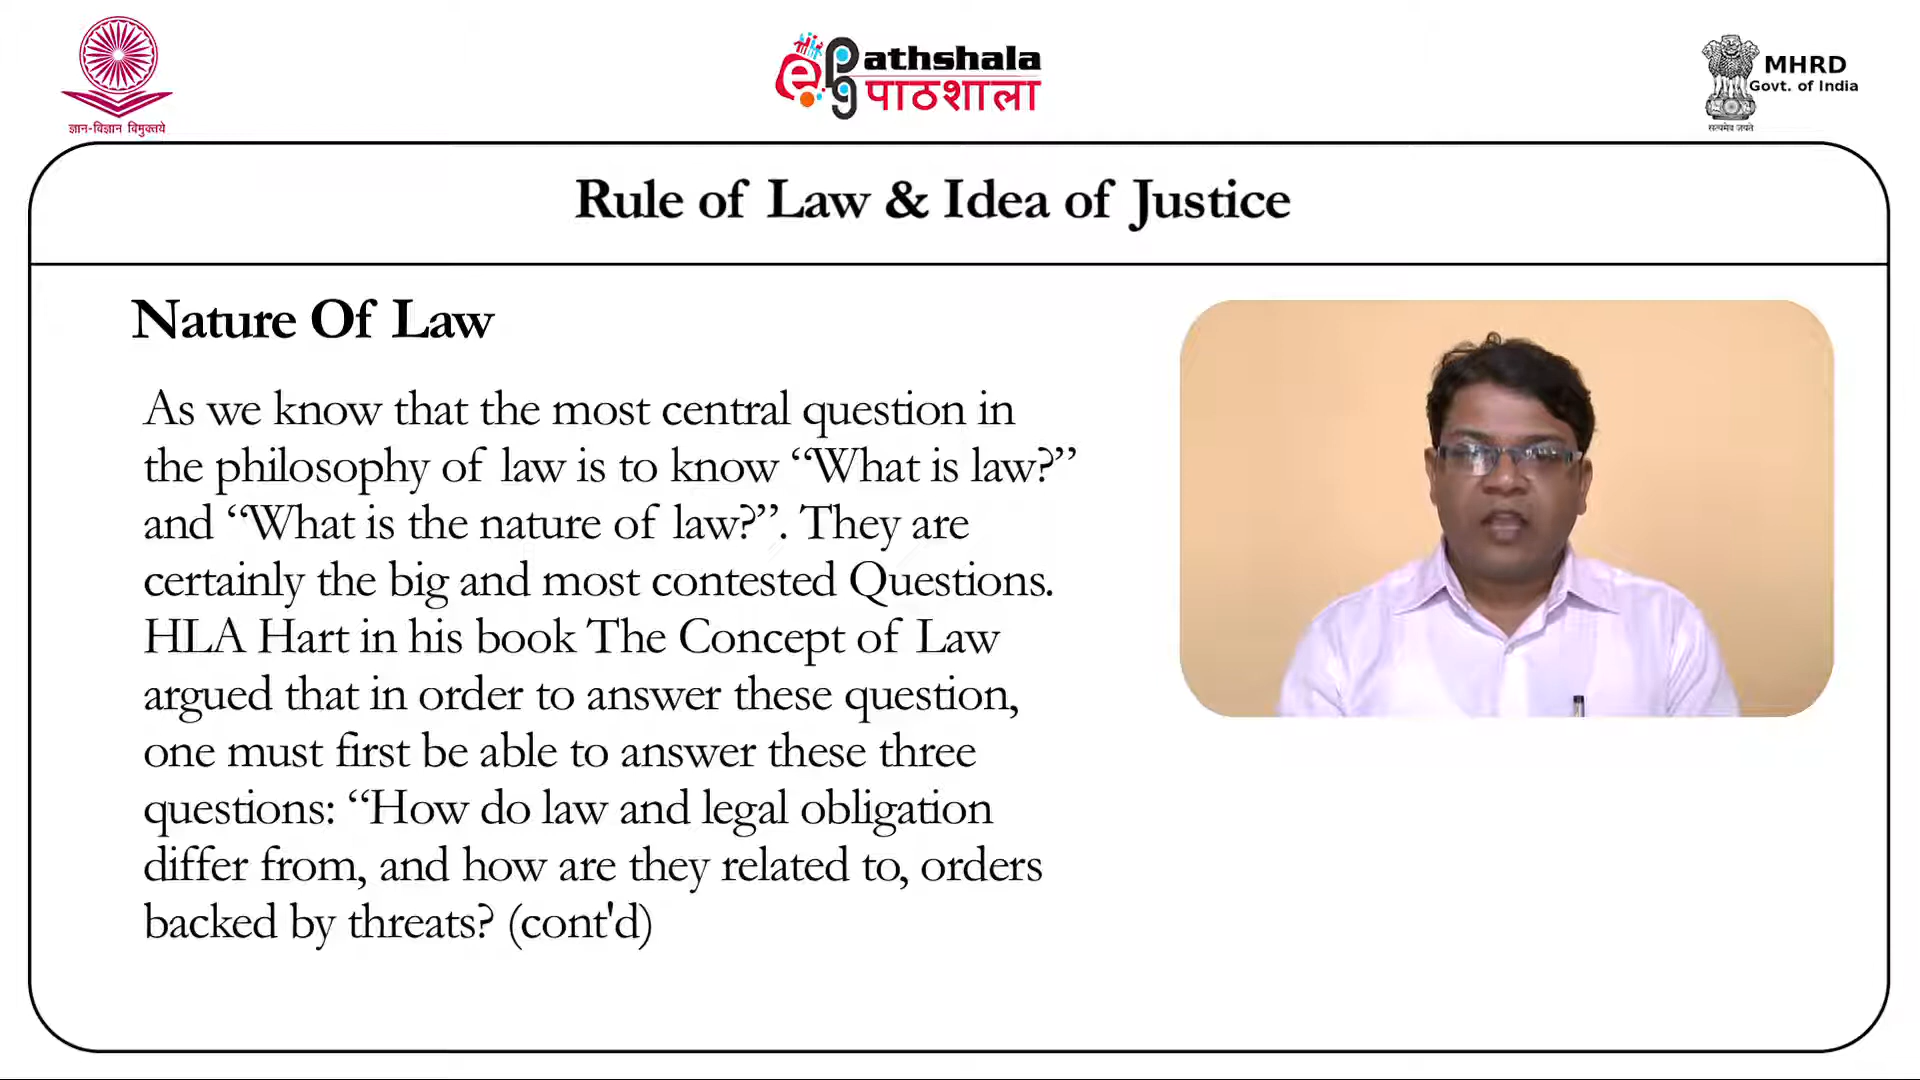 ज्ञान-विज्ञान विमुक्तये
ePathshala
पाठशाला
MHRD
Govt. of India
सत्यमेव जयते
Rule of Law & Idea of Justice
Nature Of Law
As we know that the most central question in
the philosophy of law is to know “What is law?”
and “What is the nature of law?”. They are
certainly the big and most contested Questions.
HLA Hart in his book The Concept of Law
argued that in order to answer these question,
one must first be able to answer these three
questions: “How do law and legal obligation
differ from, and how are they related to, orders
backed by threats? (cont'd)